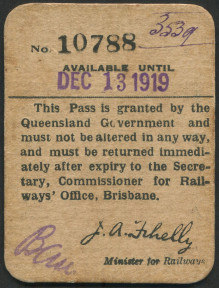 3539
No. 10788
AVAILABLE UNTIL
DEC 13 1919
This Pass is granted by the
Queensland Government and
must not be altered in any way,
and must be returned immedi-
ately after expiry to the Secre-
tary, Commissioner for Rail-
ways' Office, Brisbane.
J. A. Fihelly
Minister for Railways